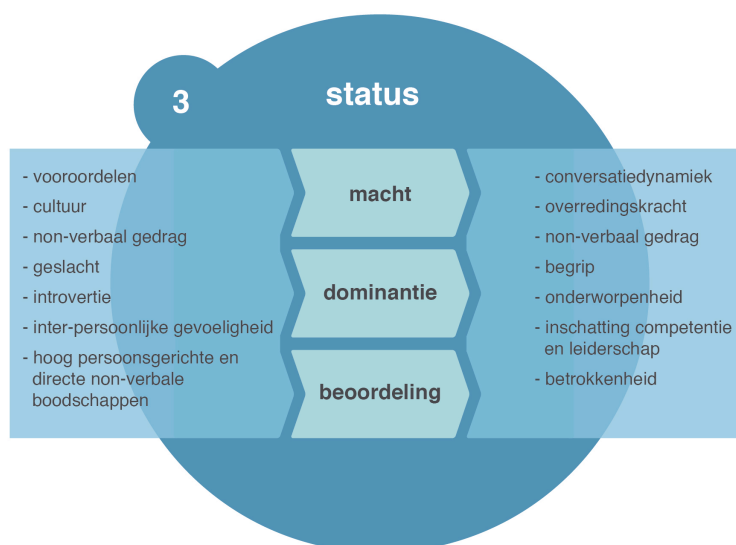 3
status
- vooroordelen
- cultuur
- non-verbaal gedrag
- geslacht
- introvertie
- inter-persoonlijke gevoeligheid
- hoog persoonsgerichte en
directe non-verbale
boodschappen
macht
dominantie
beoordeling
- conversatiedynamiek
- overredingskracht
- non-verbaal gedrag
- begrip
- onderworpenheid
- inschatting competentie
en leiderschap
- betrokkenheid